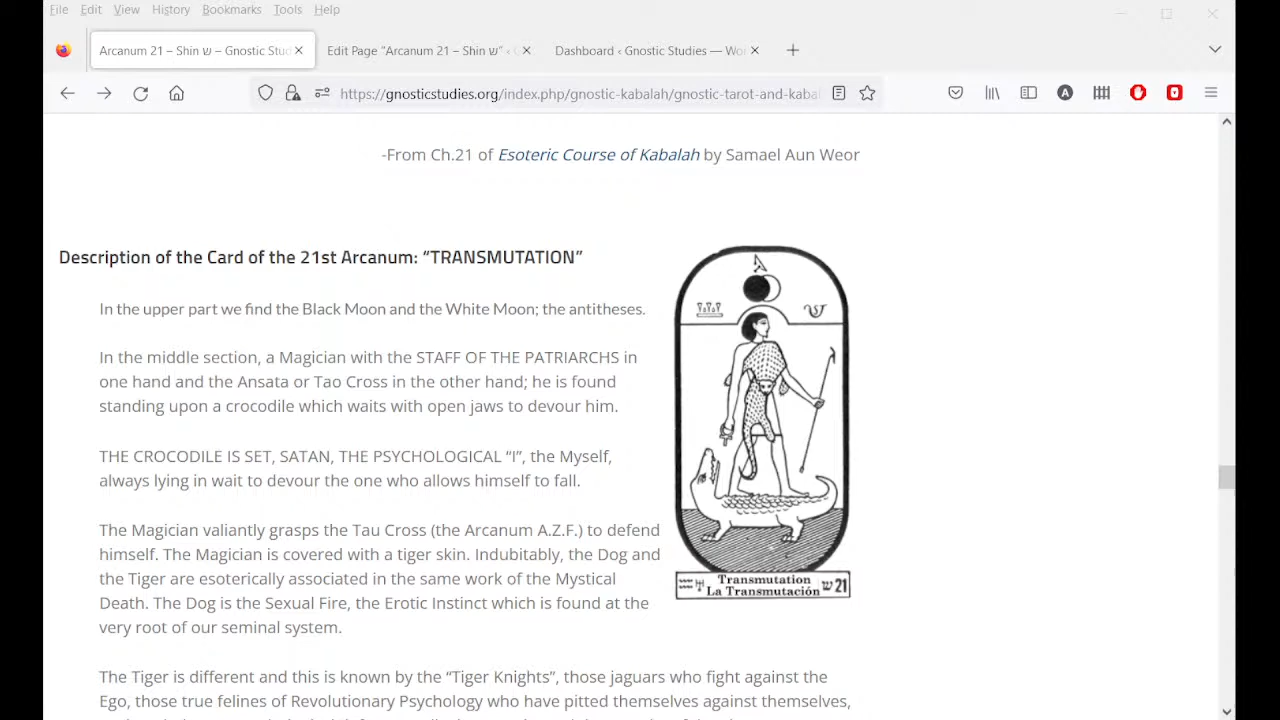 File Edit View History Bookmarks Tools Help
Arcanum 21 – Shin ש – Gnostic Stud
Edit Page “Arcanum 21 – Shin ש” ‹ G
Dashboard ‹ Gnostic Studies — Wor
https://gnosticstudies.org/index.php/gnostic-kabalah/gnostic-tarot-and-kaba
-From Ch.21 of Esoteric Course of Kabalah by Samael Aun Weor
Description of the Card of the 21st Arcanum: “TRANSMUTATION”
In the upper part we find the Black Moon and the White Moon; the antitheses.
In the middle section, a Magician with the STAFF OF THE PATRIARCHS in
one hand and the Ansata or Tao Cross in the other hand; he is found
standing upon a crocodile which waits with open jaws to devour him.
THE CROCODILE IS SET, SATAN, THE PSYCHOLOGICAL “I”, the Myself,
always lying in wait to devour the one who allows himself to fall.
The Magician valiantly grasps the Tau Cross (the Arcanum A.Z.F.) to defend
himself. The Magician is covered with a tiger skin. Indubitably, the Dog and
the Tiger are esoterically associated in the same work of the Mystical
Death. The Dog is the Sexual Fire, the Erotic Instinct which is found at the
very root of our seminal system.
Transmutation
La Transmutación
ש 21
The Tiger is different and this is known by the “Tiger Knights”, those jaguars who fight against the
Ego, those true felines of Revolutionary Psychology who have pitted themselves against themselves,